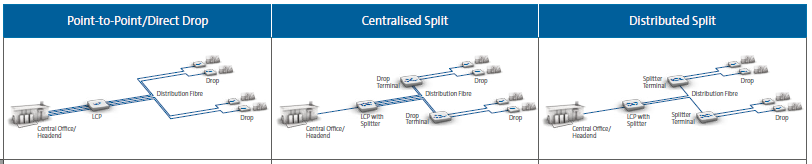 Point-to-Point/Direct Drop
Centralised Split
Distributed Split
Drop
Distribution Fibre
LCP
Drop
Central Office/
Headend
Drop
Terminal
Drop
Distribution Fibre
LCP with
Splitter
Drop
Terminal
Drop
Central Office/
Headend
Splitter
Terminal
Drop
Distribution Fibre
LCP with
Splitter
Splitter
Terminal
Drop
Central Office/
Headend